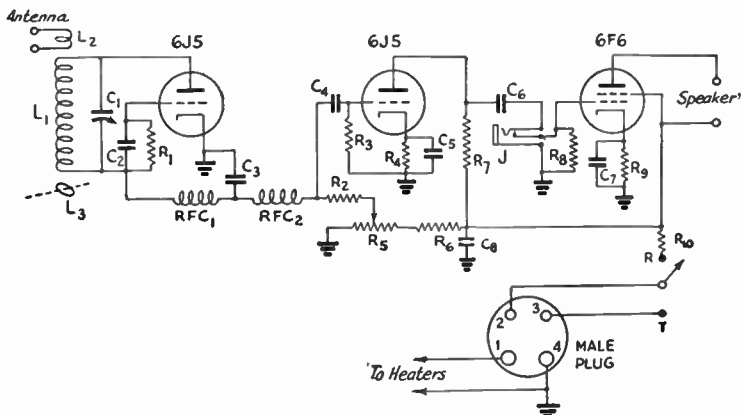 Antenna
L2
6J5
6J5
6F6
L1
C1
C2
R1
C3
L3
RFC1
RFC2
C4
R3
R4
C5
R2
R5
R6
R7
C6
J
R8
C7
R9
C8
Speaker
R10
R
T
2
3
1
4
MALE
PLUG
To Heaters